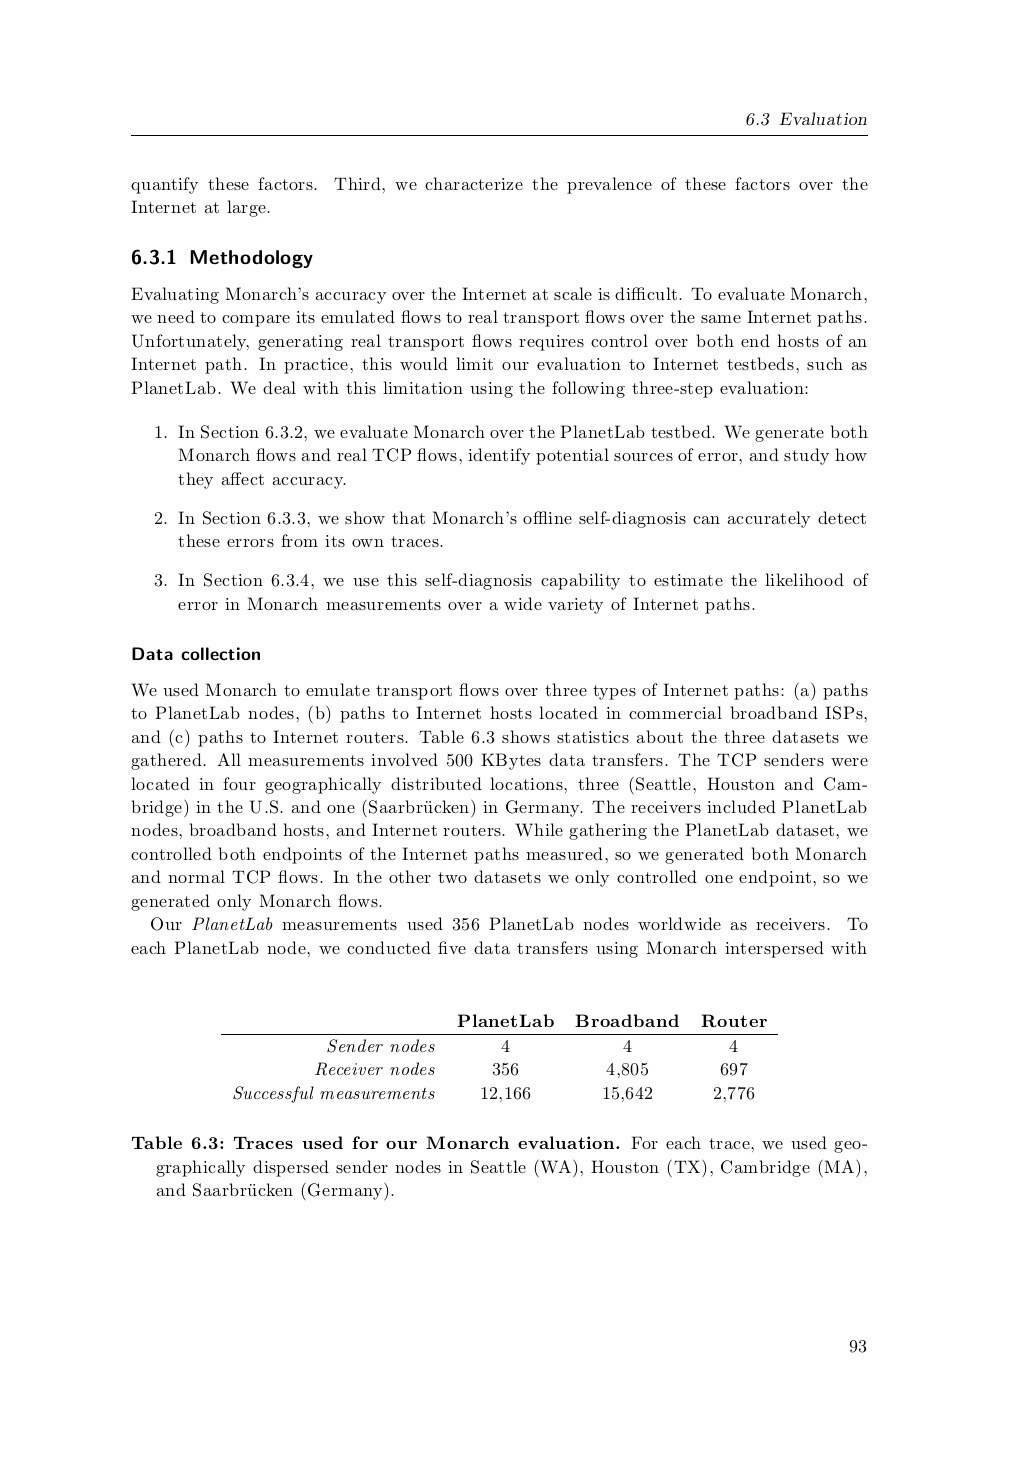 6.3 Evaluation
quantify these factors. Third, we characterize the prevalence of these factors over the
Internet at large.
6.3.1 Methodology
Evaluating Monarch's accuracy over the Internet at scale is difficult. To evaluate Monarch,
we need to compare its emulated flows to real transport flows over the same Internet paths.
Unfortunately, generating real transport flows requires control over both end hosts of an
Internet path. In practice, this would limit our evaluation to Internet testbeds, such as
PlanetLab. We deal with this limitation using the following three-step evaluation:
1. In Section 6.3.2, we evaluate Monarch over the PlanetLab testbed. We generate both
Monarch flows and real TCP flows, identify potential sources of error, and study how
they affect accuracy.
2. In Section 6.3.3, we show that Monarch's offline self-diagnosis can accurately detect
these errors from its own traces.
3. In Section 6.3.4, we use this self-diagnosis capability to estimate the likelihood of
error in Monarch measurements over a wide variety of Internet paths.
Data collection
We used Monarch to emulate transport flows over three types of Internet paths: (a) paths
to PlanetLab nodes, (b) paths to Internet hosts located in commercial broadband ISPs,
and (c) paths to Internet routers. Table 6.3 shows statistics about the three datasets we
gathered. All measurements involved 500 KBytes data transfers. The TCP senders were
located in four geographically distributed locations, three (Seattle, Houston and Cam-
bridge) in the U.S. and one (Saarbrücken) in Germany. The receivers included PlanetLab
nodes, broadband hosts, and Internet routers. While gathering the PlanetLab dataset, we
controlled both endpoints of the Internet paths measured, so we generated both Monarch
and normal TCP flows. In the other two datasets we only controlled one endpoint, so we
generated only Monarch flows.
Our PlanetLab measurements used 356 PlanetLab nodes worldwide as receivers. To
each PlanetLab node, we conducted five data transfers using Monarch interspersed with
PlanetLab Broadband Router
Sender nodes 4 4 4
Receiver nodes 356 4,805 697
Successful measurements 12,166 15,642 2,776
Table 6.3: Traces used for our Monarch evaluation. For each trace, we used geo-
graphically dispersed sender nodes in Seattle (WA), Houston (TX), Cambridge (MA),
and Saarbrücken (Germany).
93